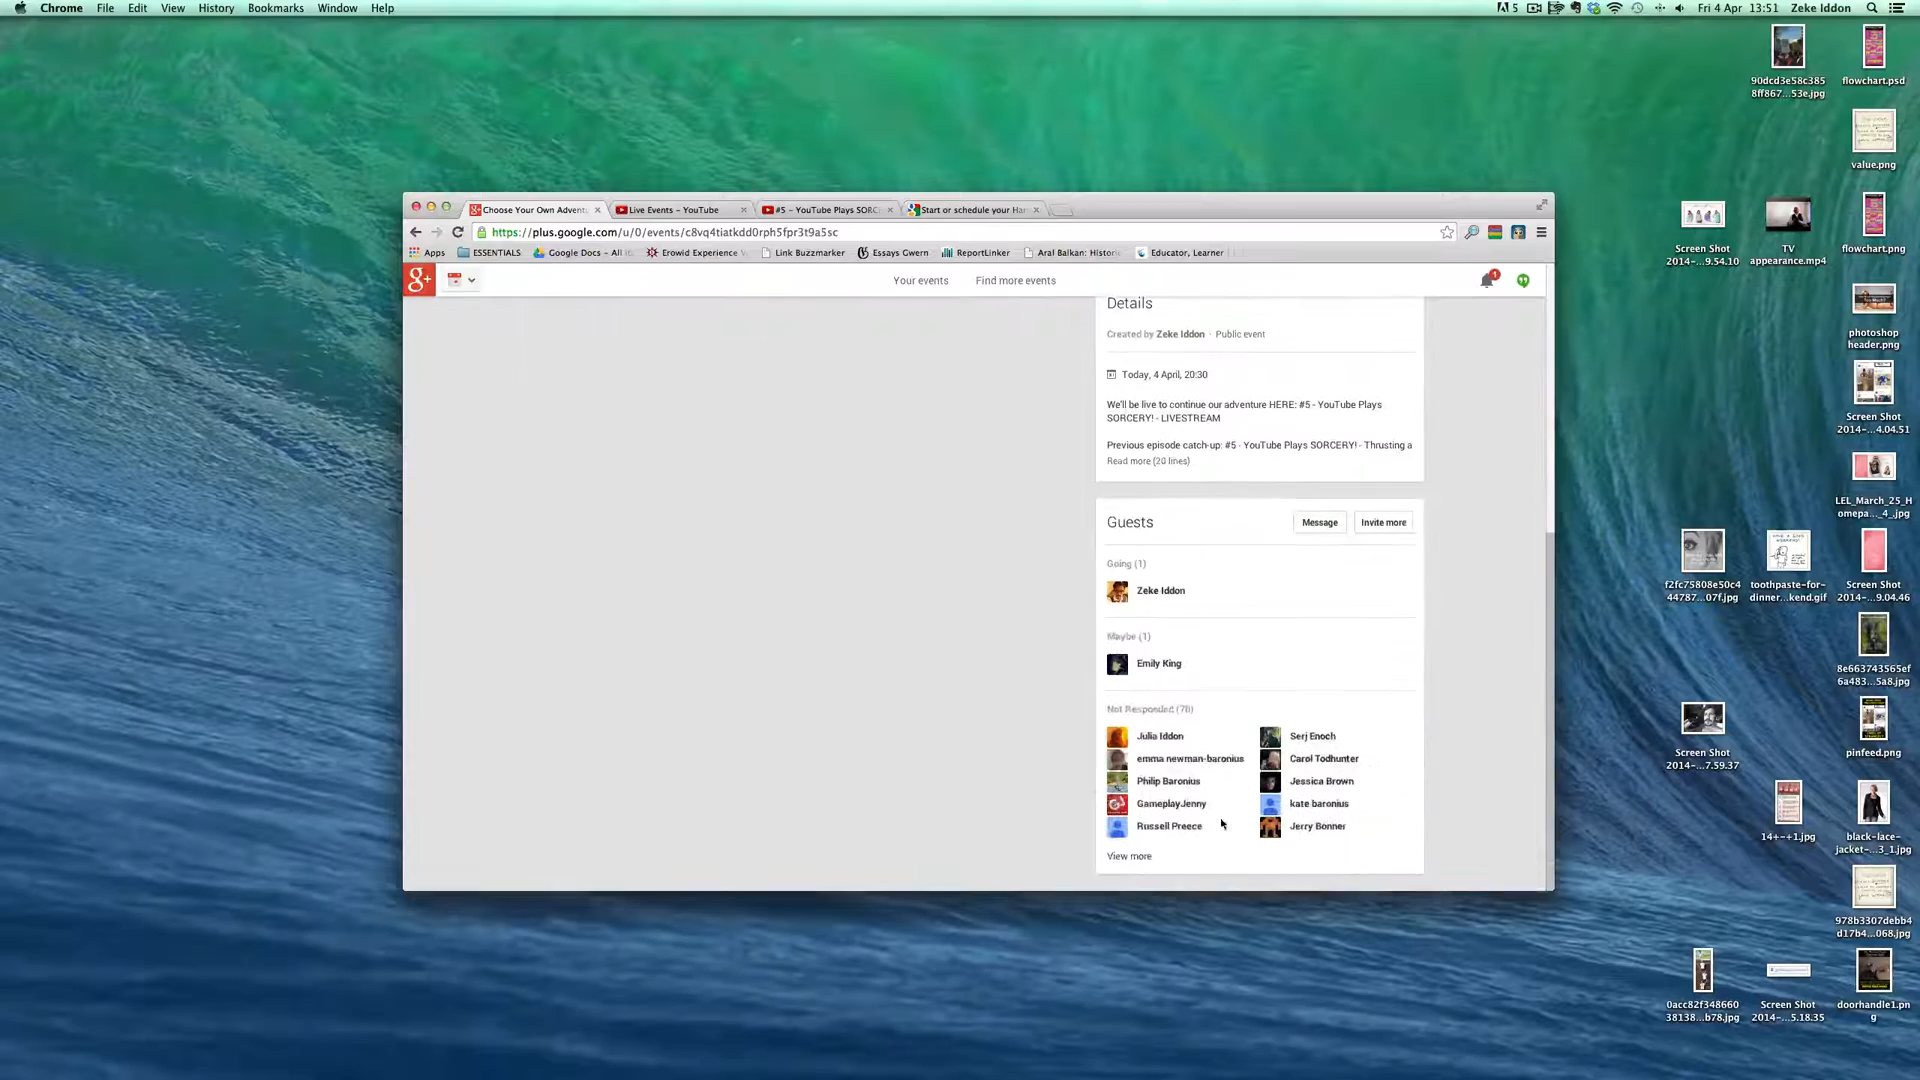 Chrome File Edit View History Bookmarks Window Help
5 Fri 4 Apr 13:51 Zeke Iddon
Choose Your Own Advent
Live Events – YouTube
#5 – YouTube Plays SORC
Start or schedule your Ha
https://plus.google.com/u/0/events/c8vq4tiatkdd0rph5fpr3t9a5sc
Apps ESSENTIALS Google Docs - All it Erowid Experience V Link Buzzmarker Essays Gwern ReportLinker Aral Balkan: Histori Educator, Learner
g+ Your events Find more events 1
Details
Created by Zeke Iddon · Public event
Today, 4 April, 20:30
We'll be live to continue our adventure HERE: #5 - YouTube Plays
SORCERY! - LIVESTREAM
Previous episode catch-up: #5 - YouTube Plays SORCERY! - Thrusting a
Read more (20 lines)
Guests Message Invite more
Going (1)
Zeke Iddon
Maybe (1)
Emily King
Not Responded (78)
Julia Iddon Serj Enoch
emma newman-baronius Carol Todhunter
Philip Baronius Jessica Brown
GameplayJenny kate baronius
Russell Preece Jerry Bonner
View more
90dcd3e58c385
8ff867...53e.jpg
flowchart.psd
value.png
Screen Shot
2014-...9.54.10
TV
appearance.mp4
flowchart.png
photoshop
header.png
Screen Shot
2014-...4.04.51
LEL_March_25_H
omepa..._4_.jpg
f2fc75808e50c4
44787...07f.jpg
toothpaste-for-
dinner...kend.gif
Screen Shot
2014-...9.04.46
8e663743565ef
6a483...5a8.jpg
Screen Shot
2014-...7.59.37
pinfeed.png
14+-+1.jpg
black-lace-
jacket-...3_1.jpg
978b3307debb4
d17b4...068.jpg
0acc82f348660
38138...b78.jpg
Screen Shot
2014-...5.18.35
doorhandle1.pn
g